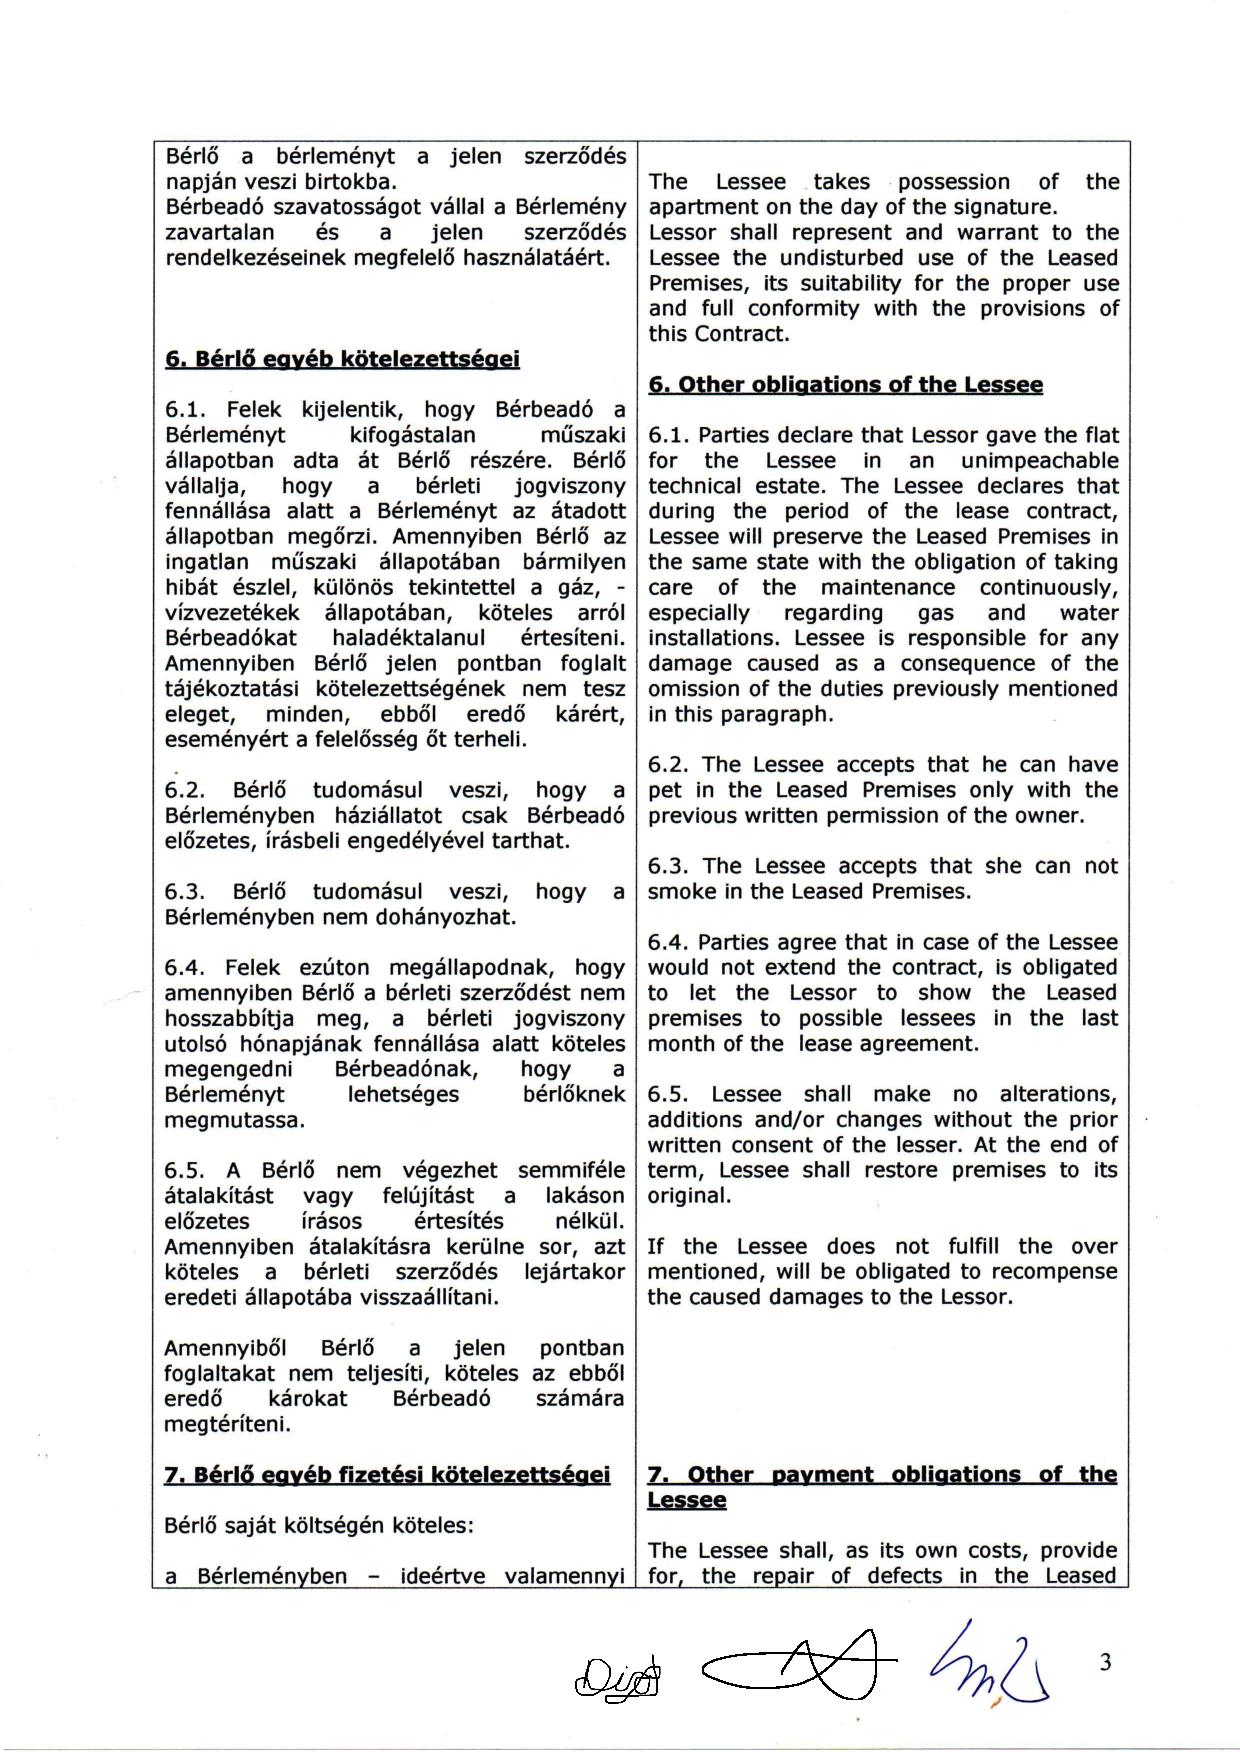 Bérlő a bérleményt a jelen szerződés
napján veszi birtokba.
Bérbeadó szavatosságot vállal a Bérlemény
zavartalan és a jelen szerződés
rendelkezéseinek megfelelő használatáért.
6. Bérlő egyéb kötelezettségei
6.1. Felek kijelentik, hogy Bérbeadó a
Bérleményt kifogástalan műszaki
állapotban adta át Bérlő részére. Bérlő
vállalja, hogy a bérleti jogviszony
fennállása alatt a Bérleményt az átadott
állapotban megőrzi. Amennyiben Bérlő az
ingatlan műszaki állapotában bármilyen
hibát észlel, különös tekintettel a gáz, -
vízvezetékek állapotában, köteles arról
Bérbeadókat haladéktalanul értesíteni.
Amennyiben Bérlő jelen pontban foglalt
tájékoztatási kötelezettségének nem tesz
eleget, minden, ebből eredő kárért,
eseményért a felelősség őt terheli.
6.2. Bérlő tudomásul veszi, hogy a
Bérleményben háziállatot csak Bérbeadó
előzetes, írásbeli engedélyével tarthat.
6.3. Bérlő tudomásul veszi, hogy a
Bérleményben nem dohányozhat.
6.4. Felek ezúton megállapodnak, hogy
amennyiben Bérlő a bérleti szerződést nem
hosszabbítja meg, a bérleti jogviszony
utolsó hónapjának fennállása alatt köteles
megengedni Bérbeadónak, hogy a
Bérleményt lehetséges bérlőknek
megmutassa.
6.5. A Bérlő nem végezhet semmiféle
átalakítást vagy felújítást a lakáson
előzetes írásos értesítés nélkül.
Amennyiben átalakításra kerülne sor, azt
köteles a bérleti szerződés lejártakor
eredeti állapotába visszaállítani.
Amennyiből Bérlő a jelen pontban
foglaltakat nem teljesíti, köteles az ebből
eredő károkat Bérbeadó számára
megtéríteni.
7. Bérlő egyéb fizetési kötelezettségei
Bérlő saját költségén köteles:
a Bérleményben – ideértve valamennyi
The Lessee takes possession of the
apartment on the day of the signature.
Lessor shall represent and warrant to the
Lessee the undisturbed use of the Leased
Premises, its suitability for the proper use
and full conformity with the provisions of
this Contract.
6. Other obligations of the Lessee
6.1. Parties declare that Lessor gave the flat
for the Lessee in an unimpeachable
technical estate. The Lessee declares that
during the period of the lease contract,
Lessee will preserve the Leased Premises in
the same state with the obligation of taking
care of the maintenance continuously,
especially regarding gas and water
installations. Lessee is responsible for any
damage caused as a consequence of the
omission of the duties previously mentioned
in this paragraph.
6.2. The Lessee accepts that he can have
pet in the Leased Premises only with the
previous written permission of the owner.
6.3. The Lessee accepts that she can not
smoke in the Leased Premises.
6.4. Parties agree that in case of the Lessee
would not extend the contract, is obligated
to let the Lessor to show the Leased
premises to possible lessees in the last
month of the lease agreement.
6.5. Lessee shall make no alterations,
additions and/or changes without the prior
written consent of the lesser. At the end of
term, Lessee shall restore premises to its
original.
If the Lessee does not fulfill the over
mentioned, will be obligated to recompense
the caused damages to the Lessor.
7. Other payment obligations of the
Lessee
The Lessee shall, as its own costs, provide
for, the repair of defects in the Leased
3